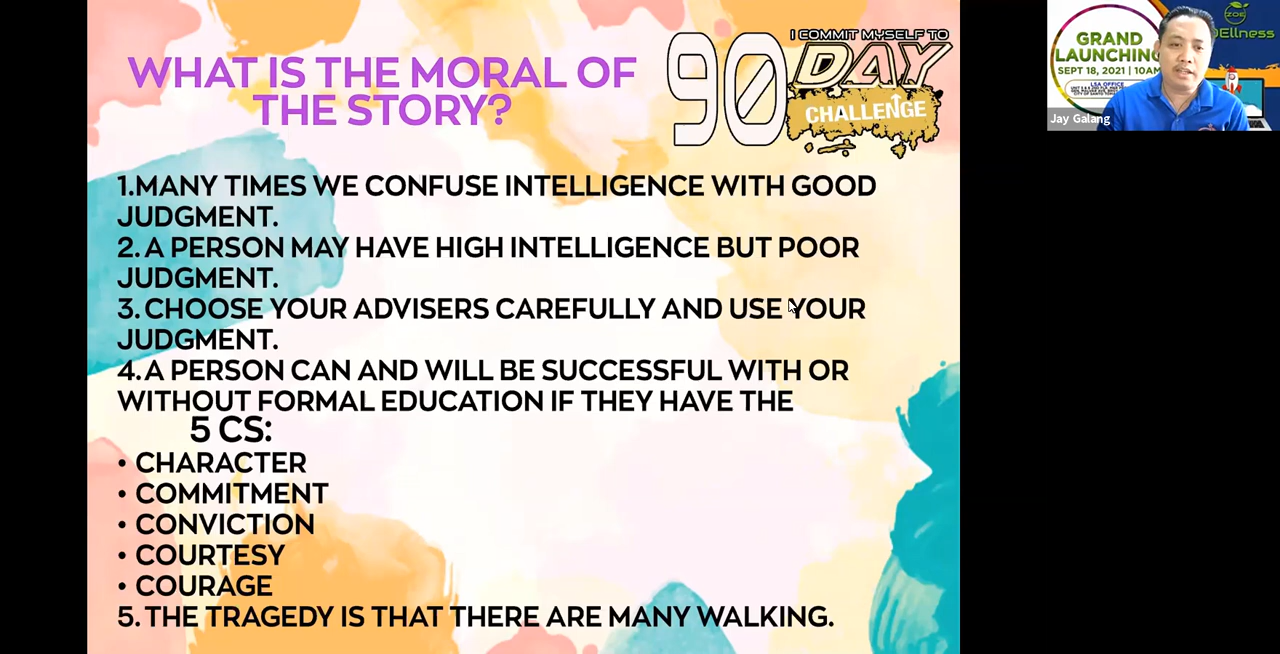 WHAT IS THE MORAL OF
THE STORY?
I COMMIT MYSELF TO
90 DAY
CHALLENGE
1.MANY TIMES WE CONFUSE INTELLIGENCE WITH GOOD
JUDGMENT.
2. A PERSON MAY HAVE HIGH INTELLIGENCE BUT POOR
JUDGMENT.
3. CHOOSE YOUR ADVISERS CAREFULLY AND USE YOUR
JUDGMENT.
4. A PERSON CAN AND WILL BE SUCCESSFUL WITH OR
WITHOUT FORMAL EDUCATION IF THEY HAVE THE
5 CS:
• CHARACTER
• COMMITMENT
• CONVICTION
• COURTESY
• COURAGE
5. THE TRAGEDY IS THAT THERE ARE MANY WALKING.
GRAND
LAUNCHING
SEPT 18, 2021 | 10AM
LSA OFFICE
ZOE
Ellness
Jay Galang